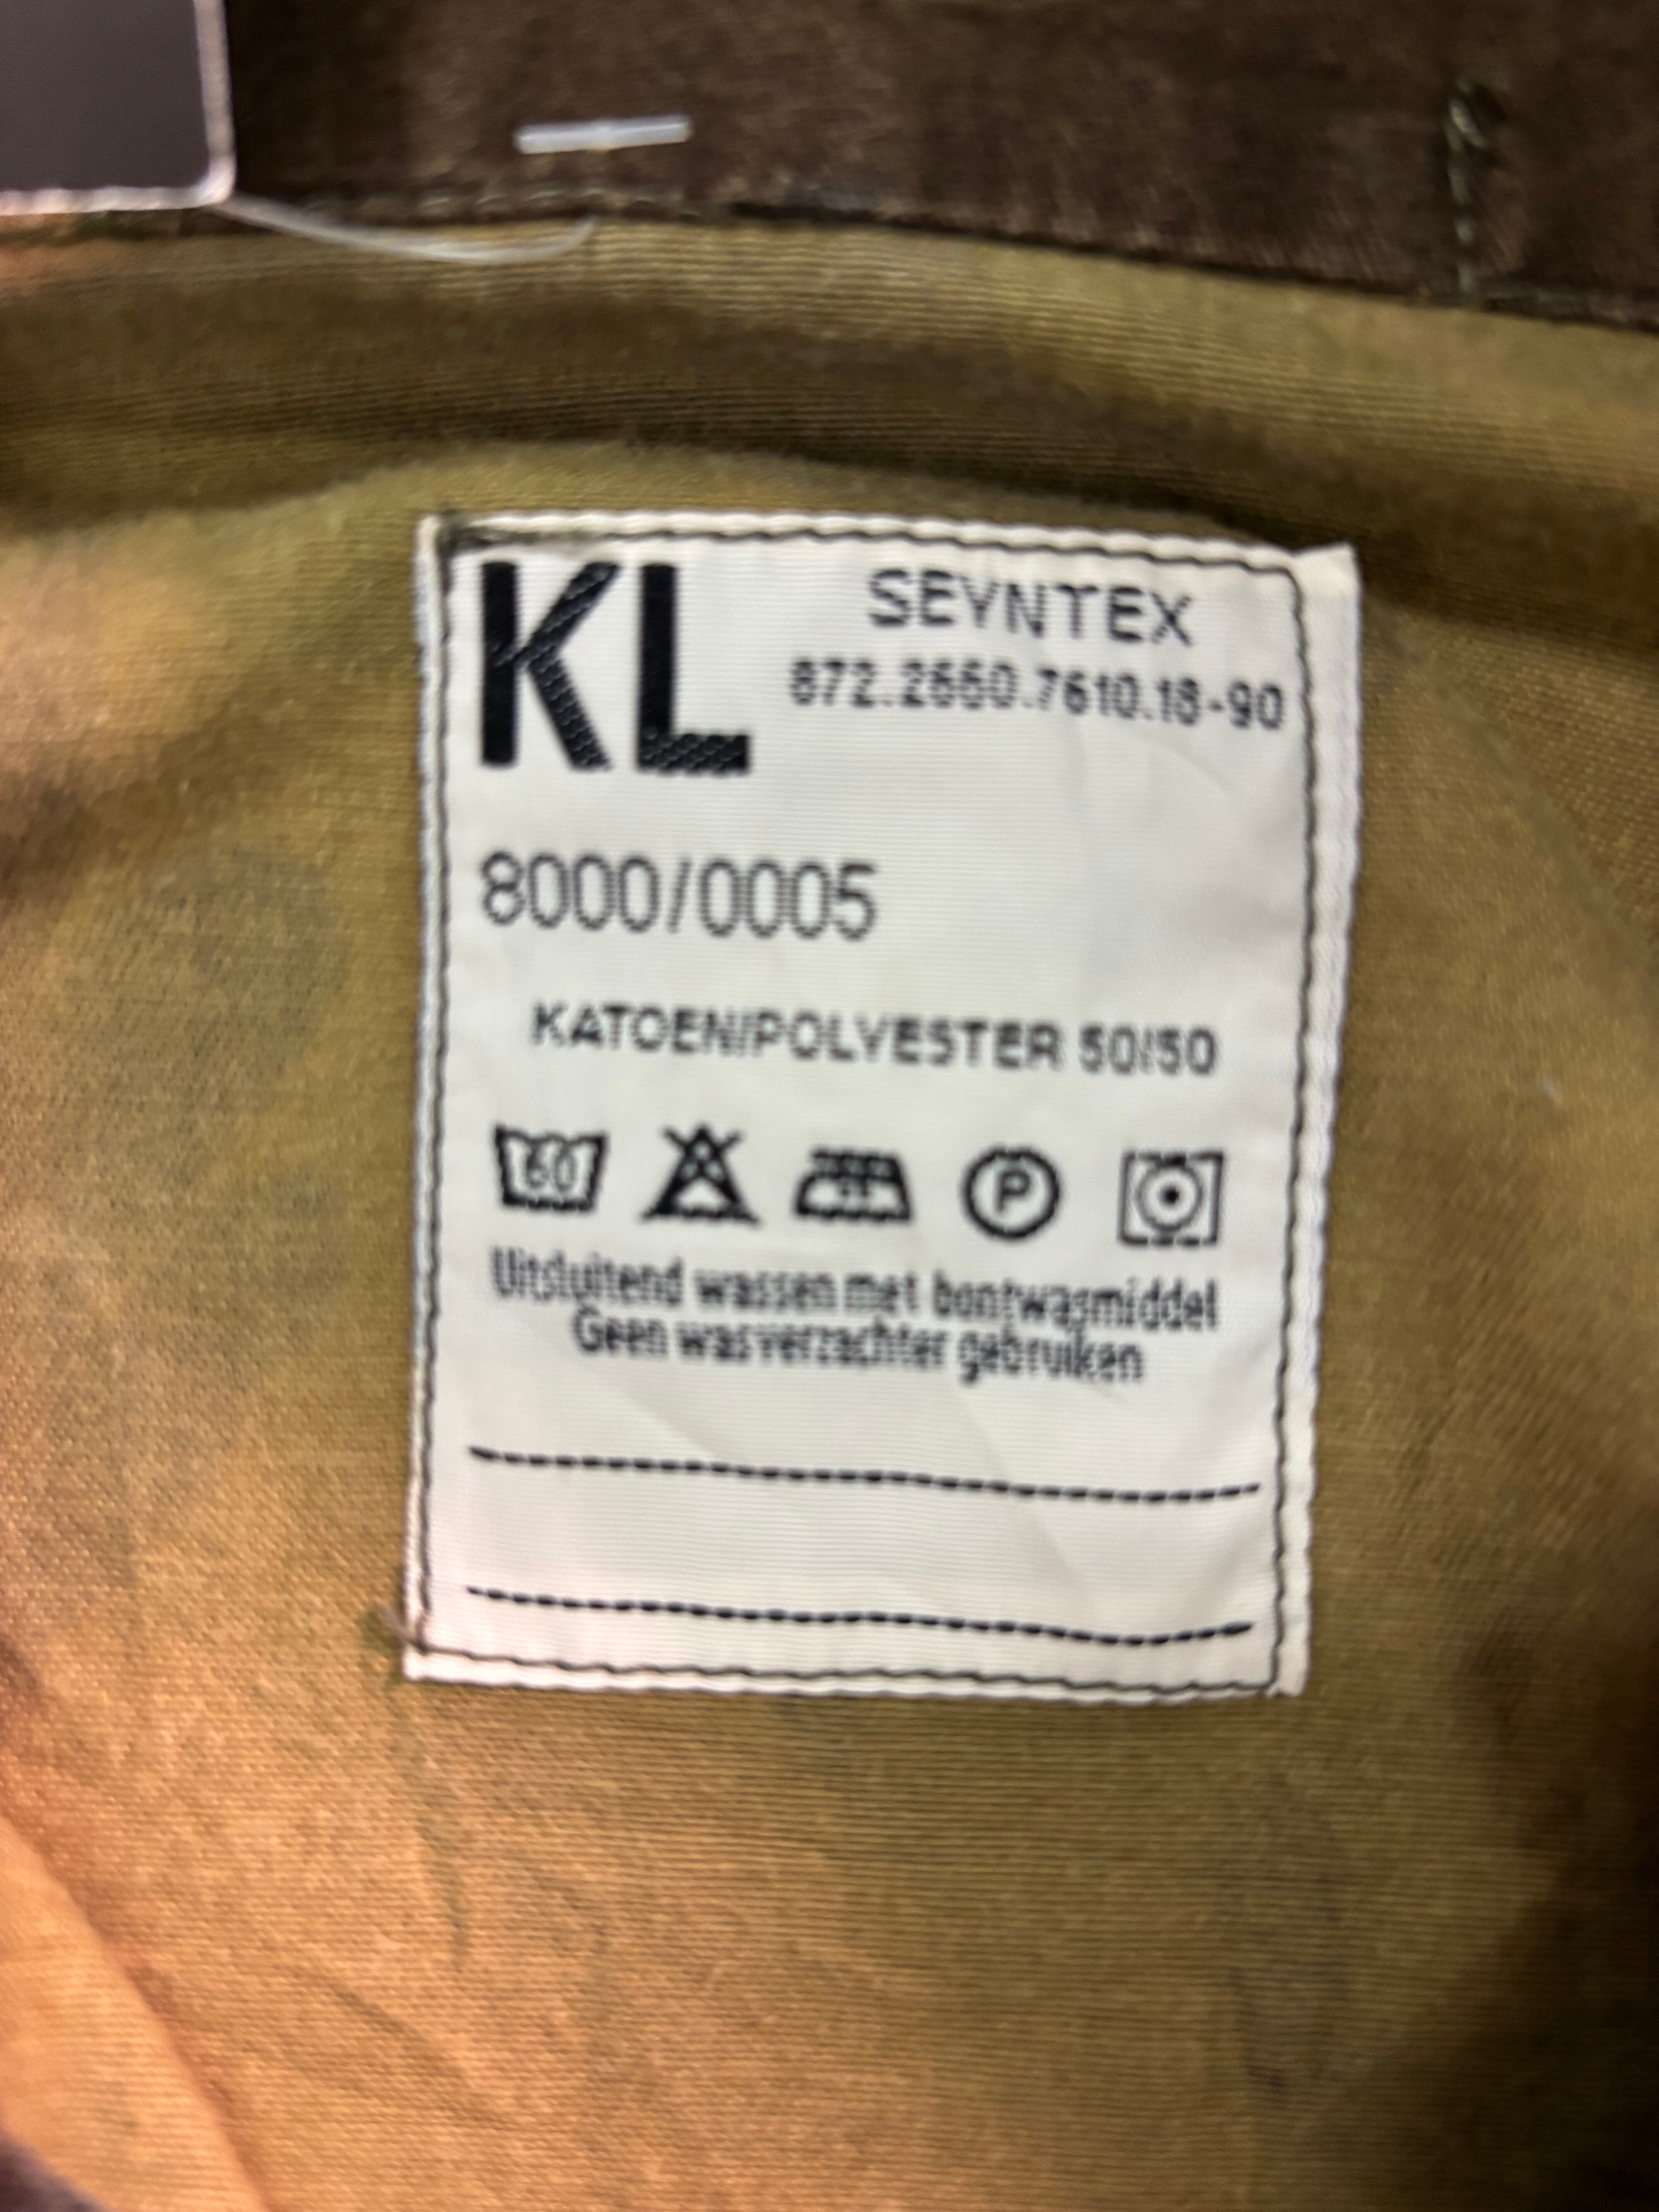 KL
SEYNTEX
872.2660.7610.18-90
8000/0005
KATOEN/POLYESTER 50/50
60
P
Uitsluitend wassen met bontwasmiddel
Geen wasverzachter gebruiken